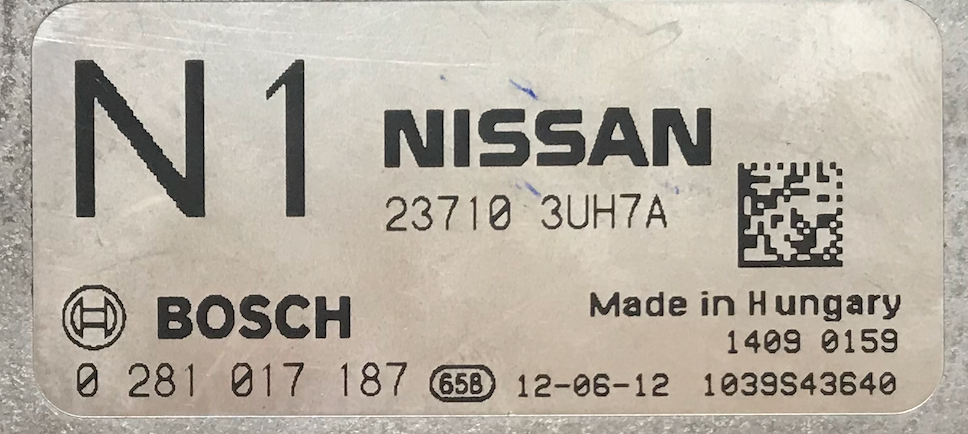 N1
NISSAN
23710 3UH7A
BOSCH
Made in Hungary
1409 0159
0 281 017 187 658 12-06-12 1039S43640